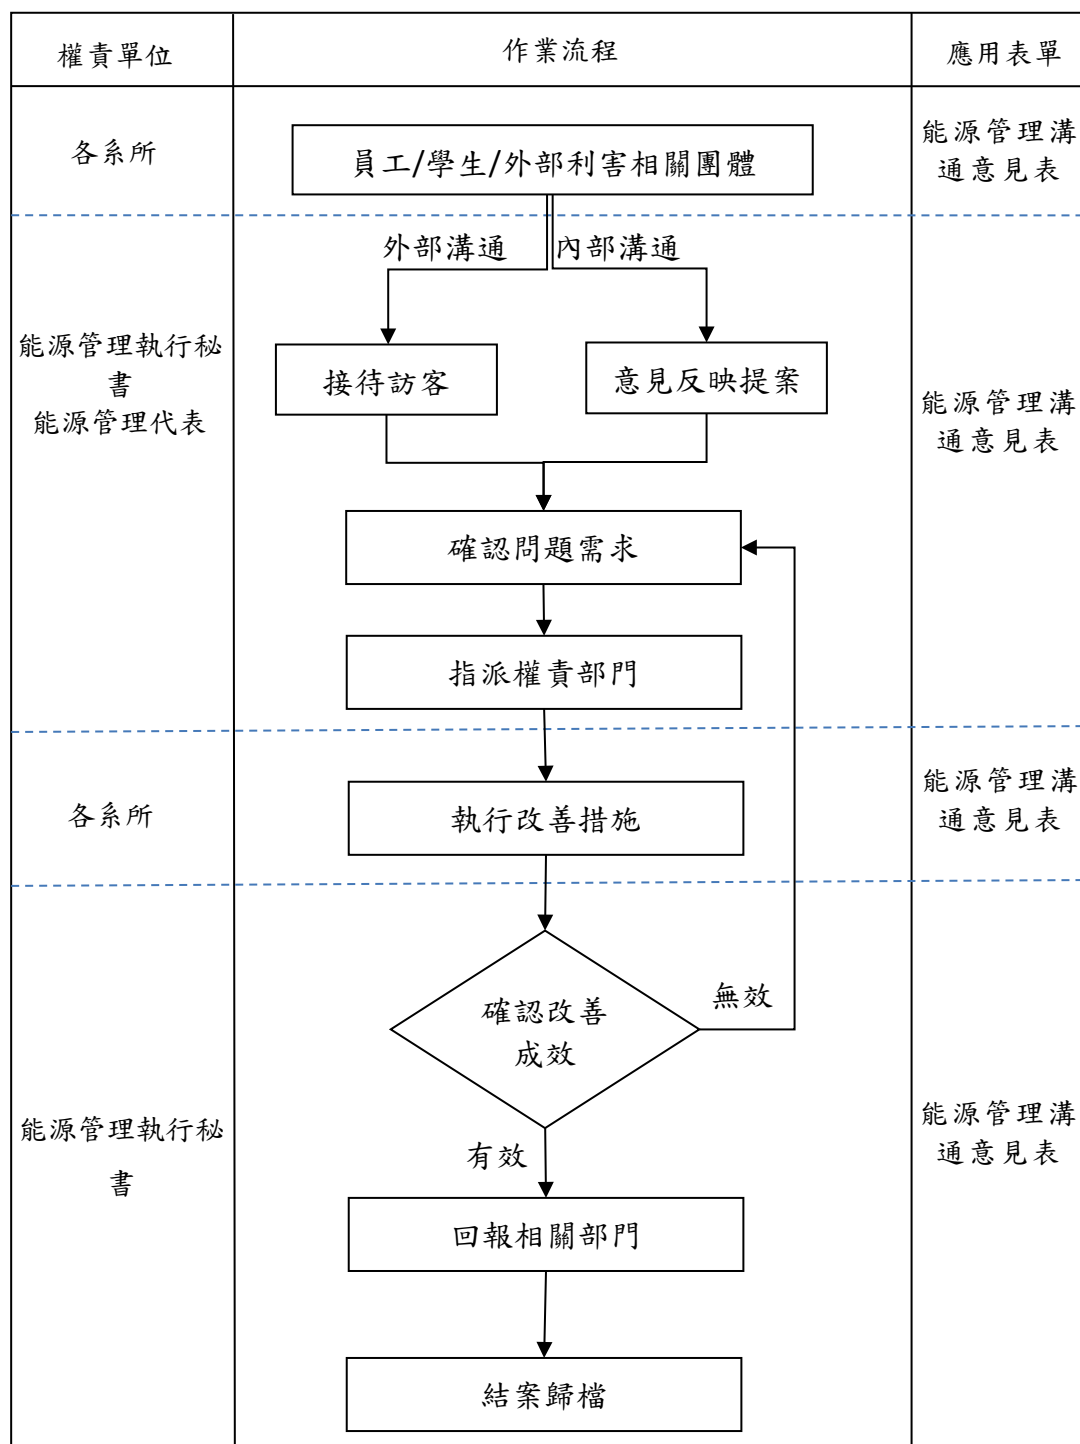 權責單位
作業流程
應用表單
各系所
員工/學生/外部利害相關團體
能源管理溝
通意見表
外部溝通
內部溝通
能源管理執行秘
書
能源管理代表
接待訪客
意見反映提案
能源管理溝
通意見表
確認問題需求
指派權責部門
各系所
執行改善措施
能源管理溝
通意見表
確認改善
成效
無效
有效
能源管理執行秘
書
能源管理溝
通意見表
回報相關部門
結案歸檔